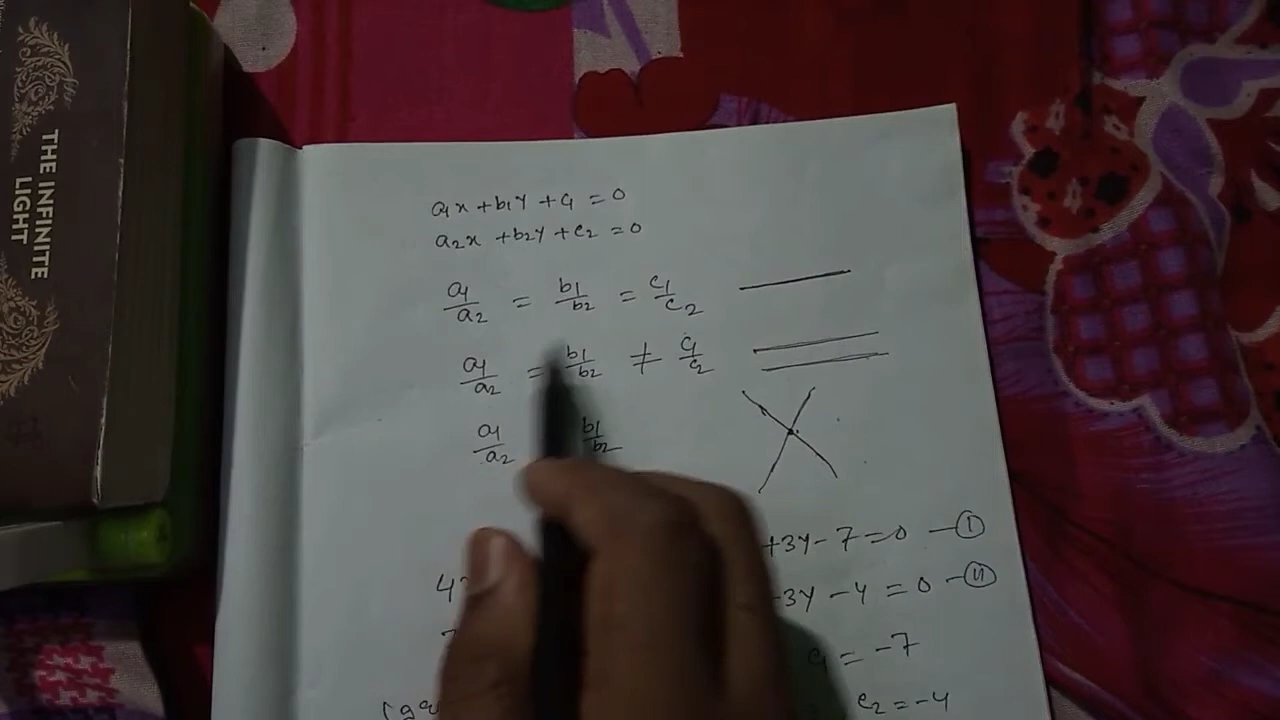 THE INFINITE
LIGHT
a1x + b1y + c1 = 0
a2x + b2y + c2 = 0
a1/a2 = b1/b2 = c1/c2
a1/a2 = b1/b2 ≠ c1/c2
a1/a2 b1/b2
+3y - 7 = 0 — I
3y - 4 = 0 — II
= -7
c2 = -4